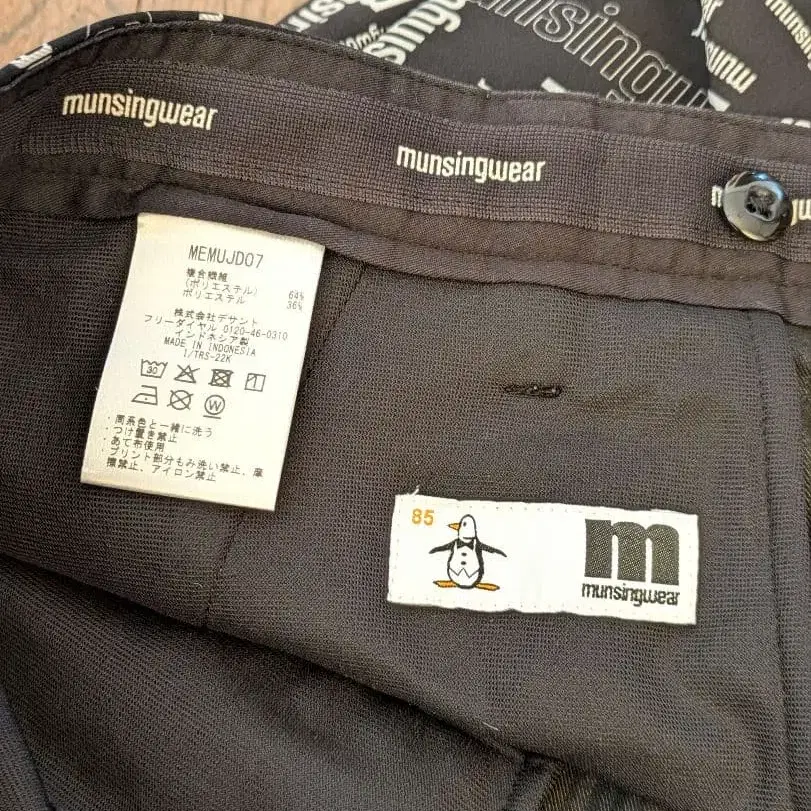 munsingwear
munsingwear
MEMUJD07
複合繊維
(ポリエステル) 64%
ポリエステル 36%
株式会社デサント
フリーダイヤル 0120-46-0310
インドネシア製
MADE IN INDONESIA
1/TRS-22K
30
W
・同系色と一緒に洗う
・つけ置き禁止
・あて布使用
・プリント部分もみ洗い禁止、摩
擦禁止、アイロン禁止
85
m
munsingwear